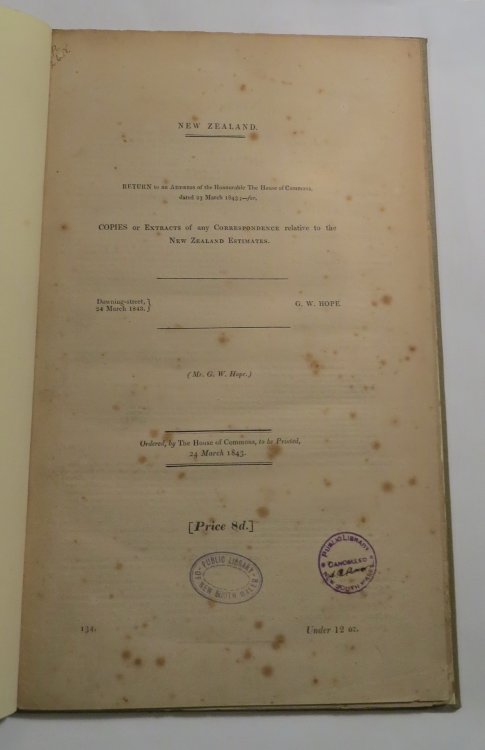 NEW ZEALAND.
RETURN to an ADDRESS of the Honourable The House of Commons,
dated 23 March 1843;—for,
COPIES or EXTRACTS of any CORRESPONDENCE relative to the
NEW ZEALAND ESTIMATES.
Downing-street,
24 March 1843.
G. W. HOPE.
(Mr. G. W. Hope.)
Ordered, by The House of Commons, to be Printed,
24 March 1843.
[Price 8d.]
PUBLIC LIBRARY
OF NEW SOUTH WALES
PUBLIC LIBRARY
CANCELLED
NEW SOUTH WALES
134.
Under 12 oz.